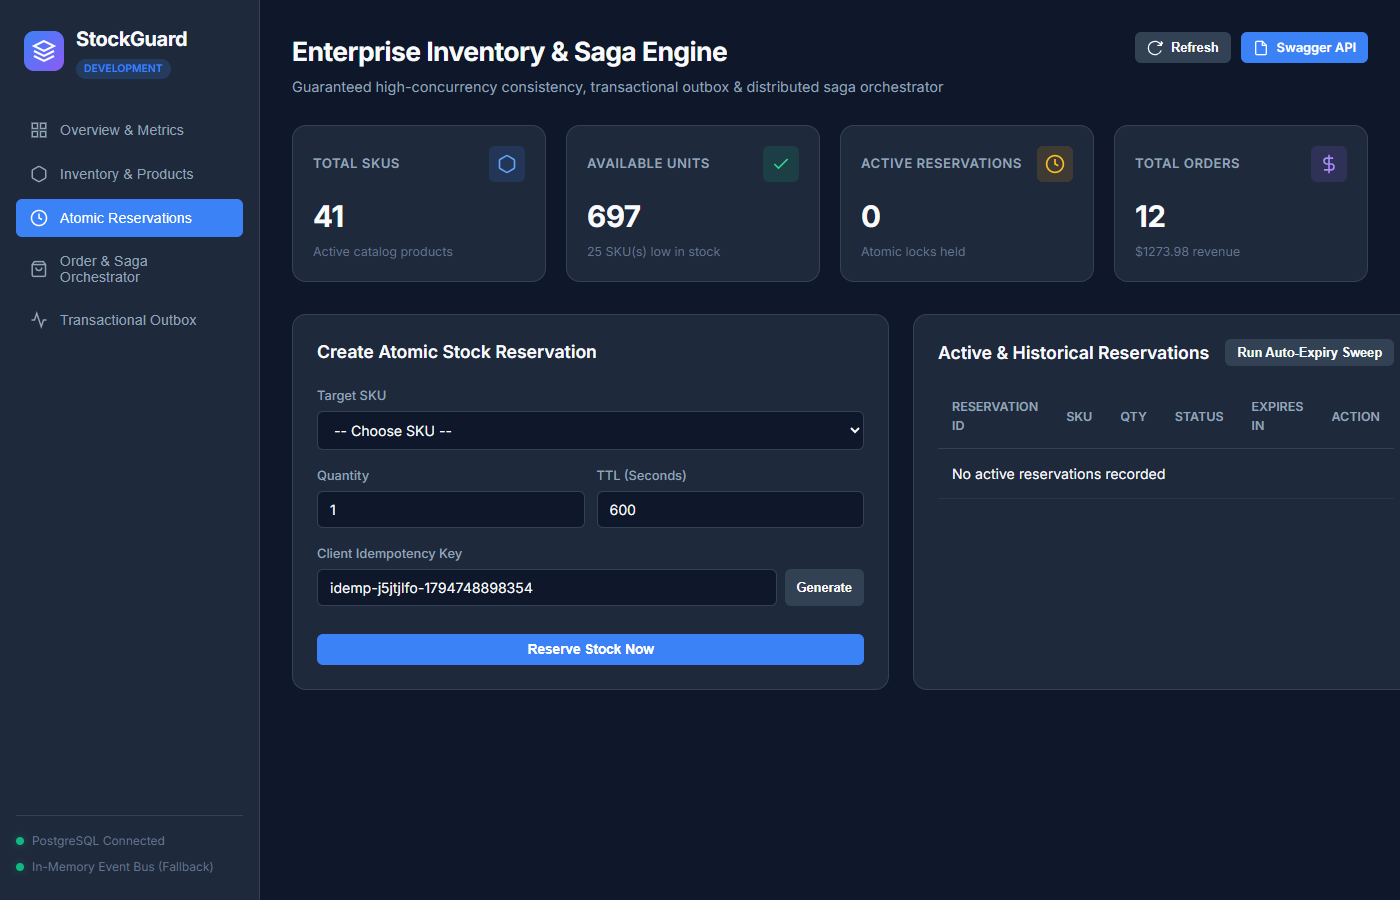 StockGuard
DEVELOPMENT
Overview & Metrics
Inventory & Products
Atomic Reservations
Order & Saga
Orchestrator
Transactional Outbox
PostgreSQL Connected
In-Memory Event Bus (Fallback)
Enterprise Inventory & Saga Engine
Guaranteed high-concurrency consistency, transactional outbox & distributed saga orchestrator
Refresh
Swagger API
TOTAL SKUS
41
Active catalog products
AVAILABLE UNITS
697
25 SKU(s) low in stock
ACTIVE RESERVATIONS
0
Atomic locks held
TOTAL ORDERS
12
$1273.98 revenue
Create Atomic Stock Reservation
Target SKU
-- Choose SKU --
Quantity
TTL (Seconds)
1
600
Client Idempotency Key
idemp-j5jtjlfo-1794748898354
Generate
Reserve Stock Now
Active & Historical Reservations
Run Auto-Expiry Sweep
RESERVATION ID
SKU
QTY
STATUS
EXPIRES IN
ACTION
No active reservations recorded